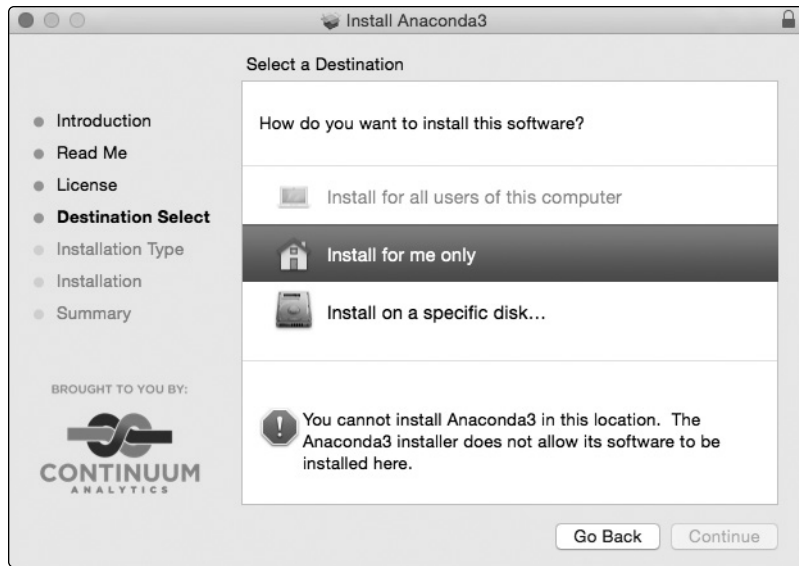 Install Anaconda3
Select a Destination
Introduction
Read Me
License
Destination Select
Installation Type
Installation
Summary
How do you want to install this software?
Install for all users of this computer
Install for me only
Install on a specific disk...
You cannot install Anaconda3 in this location. The
Anaconda3 installer does not allow its software to be
installed here.
BROUGHT TO YOU BY:
CONTINUUM
ANALYTICS
Go Back
Continue